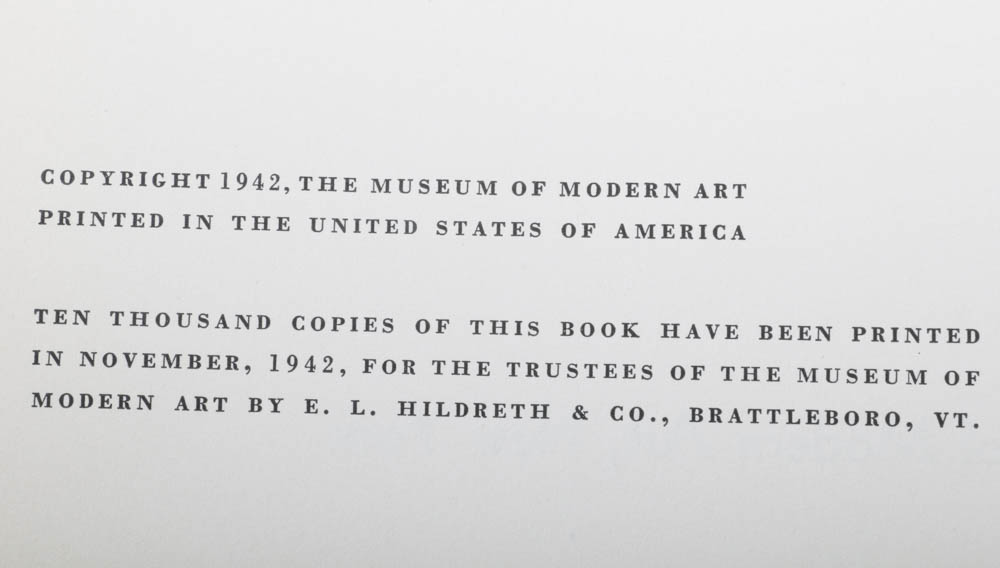 COPYRIGHT 1942, THE MUSEUM OF MODERN ART
PRINTED IN THE UNITED STATES OF AMERICA
TEN THOUSAND COPIES OF THIS BOOK HAVE BEEN PRINTED
IN NOVEMBER, 1942, FOR THE TRUSTEES OF THE MUSEUM OF
MODERN ART BY E. L. HILDRETH & CO., BRATTLEBORO, VT.